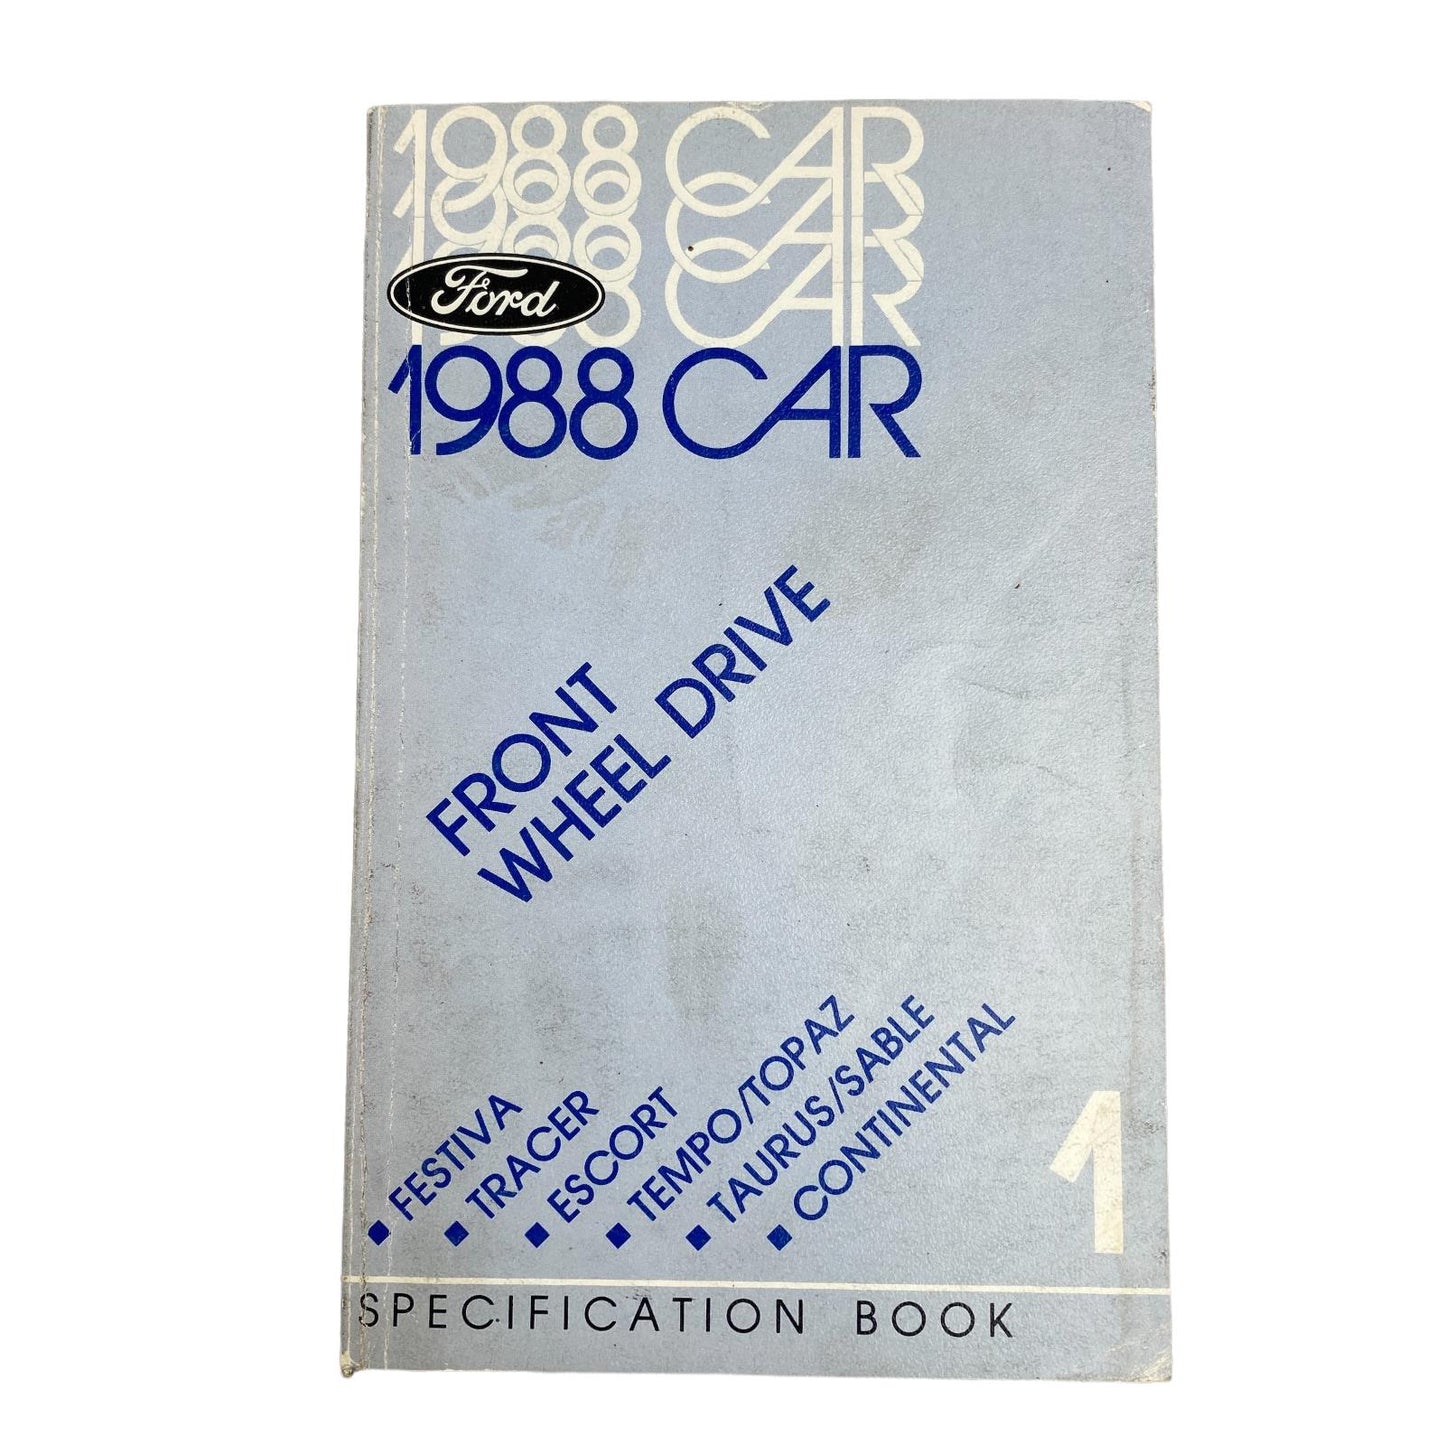 1988 CAR
1988 CAR
1988 CAR
Ford
1988 CAR
FRONT
WHEEL DRIVE
■ FESTIVA
■ TRACER
■ ESCORT
■ TEMPO/TOPAZ
■ TAURUS/SABLE
■ CONTINENTAL
1
SPECIFICATION BOOK